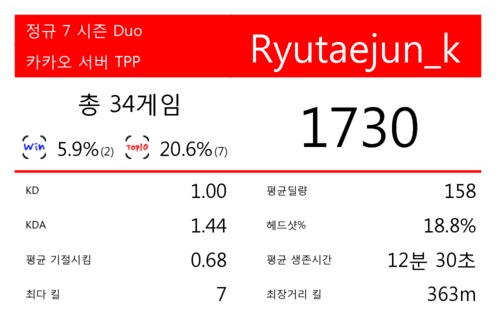 정규 7 시즌 Duo
카카오 서버 TPP
Ryutaejun_k
총 34게임
1730
Win 5.9%(2) Top10 20.6%(7)
KD 1.00
평균딜량 158
KDA 1.44
헤드샷% 18.8%
평균 기절시킴 0.68
평균 생존시간 12분 30초
최다 킬 7
최장거리 킬 363m